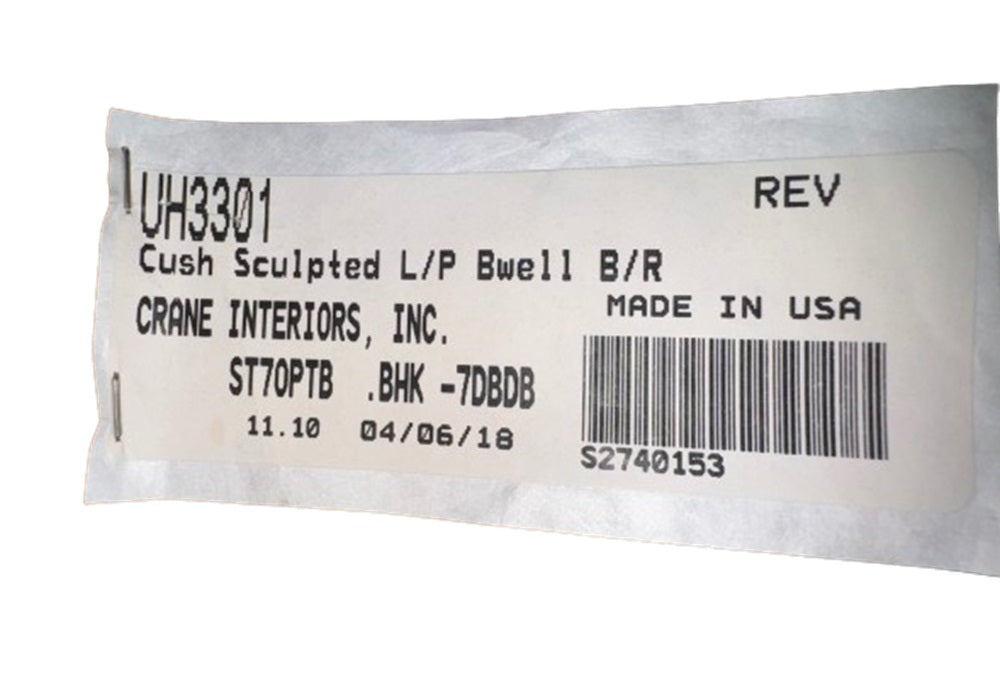 UH3301
REV
Cush Sculpted L/P Bwell B/R
MADE IN USA
CRANE INTERIORS, INC.
ST70PTB .BHK -7DBDB
11.10 04/06/18
S2740153